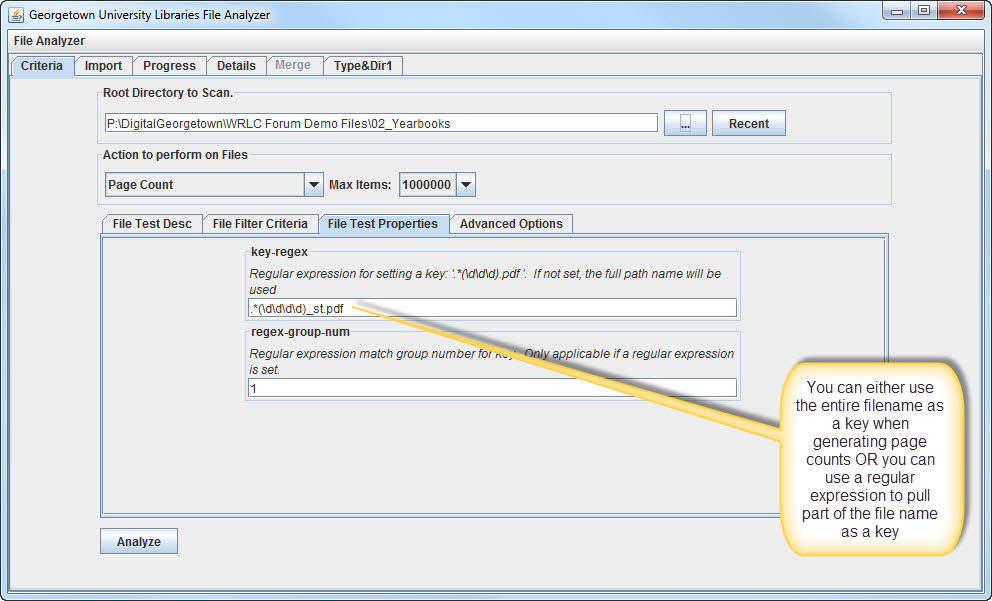 Georgetown University Libraries File Analyzer
File Analyzer
Criteria Import Progress Details Merge Type&Dir1
Root Directory to Scan.
P:\DigitalGeorgetown\WRLC Forum Demo Files\02_Yearbooks ... Recent
Action to perform on Files
Page Count Max Items: 1000000
File Test Desc File Filter Criteria File Test Properties Advanced Options
key-regex
Regular expression for setting a key: '.*(\d\d\d).pdf '. If not set, the full path name will be
used
.*(\d\d\d\d)_st.pdf
regex-group-num
Regular expression match group number for key. Only applicable if a regular expression
is set.
1
You can either use
the entire filename as
a key when
generating page
counts OR you can
use a regular
expression to pull
part of the file name
as a key
Analyze